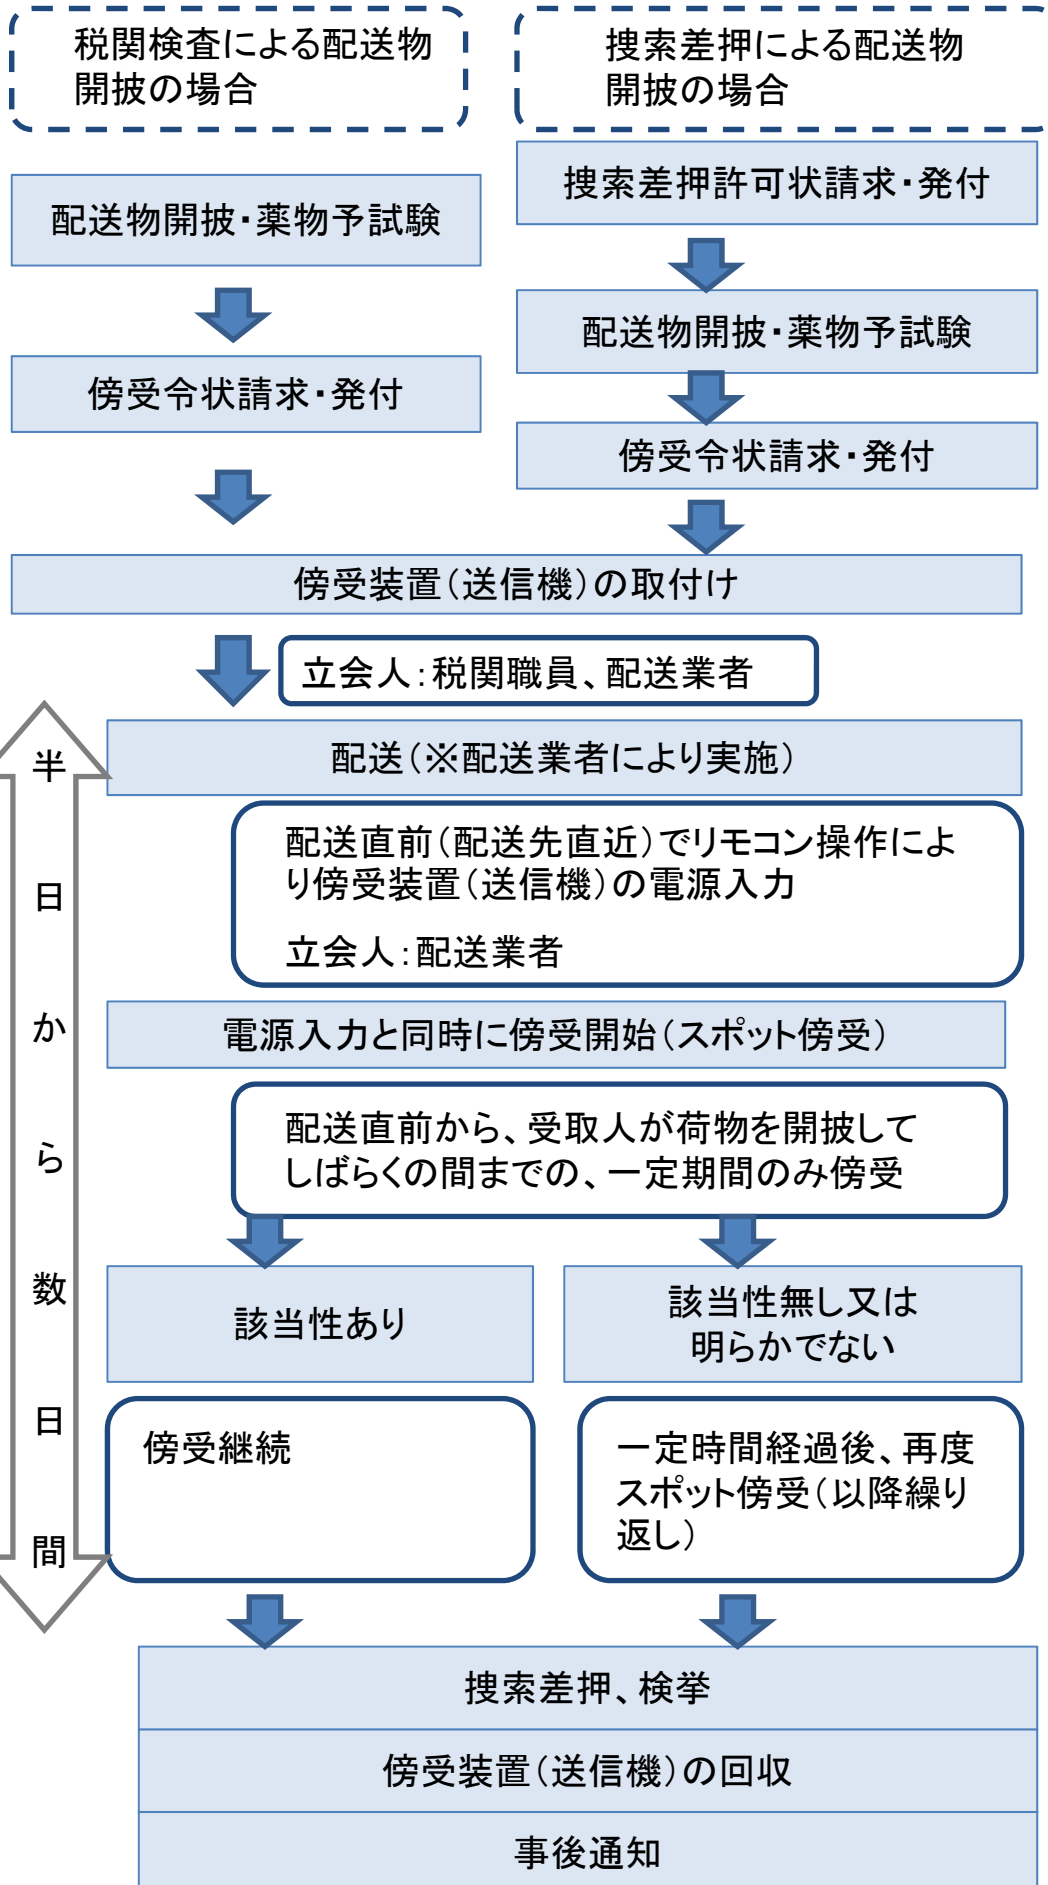 税関検査による配送物
開披の場合
捜索差押による配送物
開披の場合
配送物開披・薬物予試験
捜索差押許可状請求・発付
配送物開披・薬物予試験
傍受令状請求・発付
傍受令状請求・発付
傍受装置（送信機）の取付け
立会人：税関職員、配送業者
配送（※配送業者により実施）
配送直前（配送先直近）でリモコン操作によ
り傍受装置（送信機）の電源入力
立会人：配送業者
電源入力と同時に傍受開始（スポット傍受）
配送直前から、受取人が荷物を開披して
しばらくの間までの、一定期間のみ傍受
該当性あり
該当性無し又は
明らかでない
傍受継続
一定時間経過後、再度
スポット傍受（以降繰り
返し）
半日から数日間
捜索差押、検挙
傍受装置（送信機）の回収
事後通知